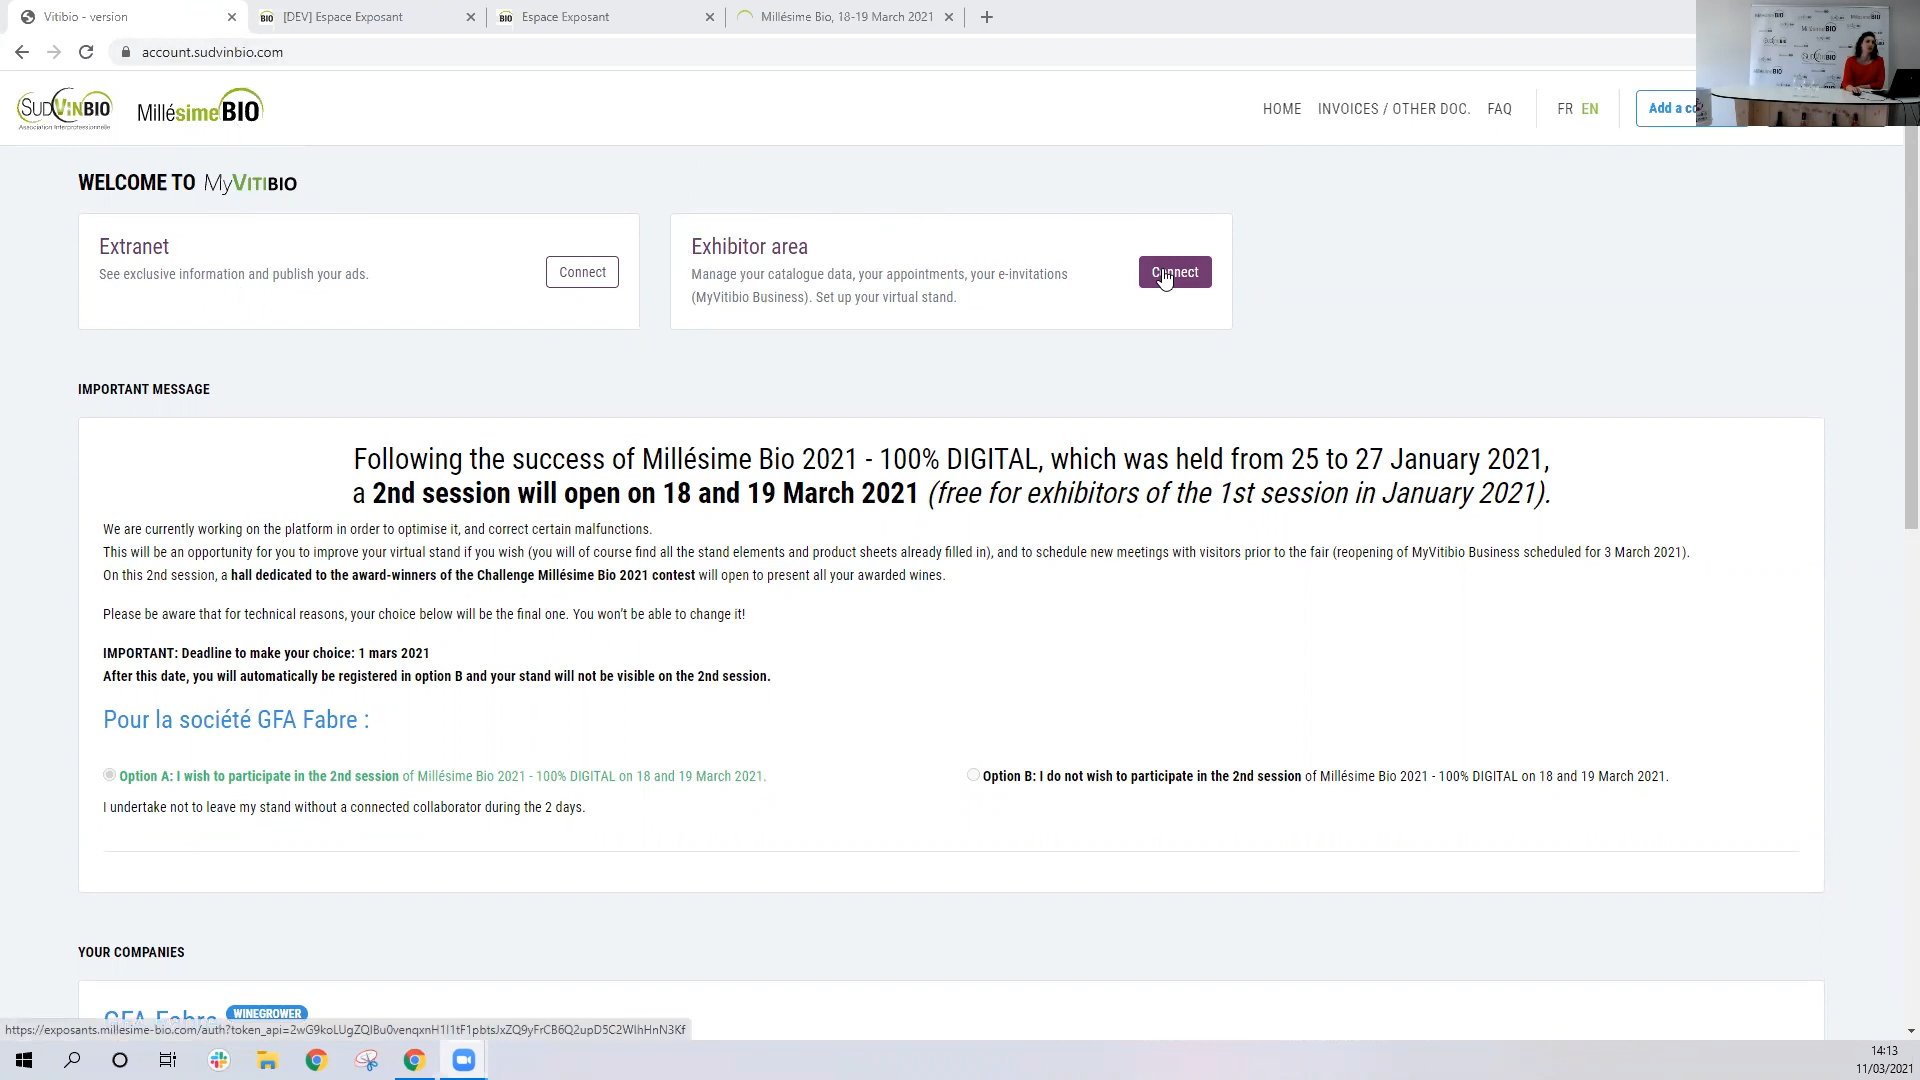 Vitibio - version
[DEV] Espace Exposant
Espace Exposant
Millésime Bio, 18-19 March 2021
account.sudvinbio.com
SUDVINBIO
Association Interprofessionnelle
MillésimeBIO
HOME
INVOICES / OTHER DOC.
FAQ
FR EN
Add a co
WELCOME TO MyVITIBIO
Extranet
See exclusive information and publish your ads.
Connect
Exhibitor area
Manage your catalogue data, your appointments, your e-invitations
(MyVitibio Business). Set up your virtual stand.
Connect
IMPORTANT MESSAGE
Following the success of Millésime Bio 2021 - 100% DIGITAL, which was held from 25 to 27 January 2021,
a 2nd session will open on 18 and 19 March 2021 (free for exhibitors of the 1st session in January 2021).
We are currently working on the platform in order to optimise it, and correct certain malfunctions.
This will be an opportunity for you to improve your virtual stand if you wish (you will of course find all the stand elements and product sheets already filled in), and to schedule new meetings with visitors prior to the fair (reopening of MyVitibio Business scheduled for 3 March 2021).
On this 2nd session, a hall dedicated to the award-winners of the Challenge Millésime Bio 2021 contest will open to present all your awarded wines.
Please be aware that for technical reasons, your choice below will be the final one. You won't be able to change it!
IMPORTANT: Deadline to make your choice: 1 mars 2021
After this date, you will automatically be registered in option B and your stand will not be visible on the 2nd session.
Pour la société GFA Fabre :
Option A: I wish to participate in the 2nd session of Millésime Bio 2021 - 100% DIGITAL on 18 and 19 March 2021.
Option B: I do not wish to participate in the 2nd session of Millésime Bio 2021 - 100% DIGITAL on 18 and 19 March 2021.
I undertake not to leave my stand without a connected collaborator during the 2 days.
YOUR COMPANIES
GFA Fabre WINEGROWER
https://exposants.millesime-bio.com/auth?token_api=2wG9koLUgZQIBu0venqxnH1I1tF1pbtsJxZQ9yFrCB6Q2upD5C2WlhHnN3Kf
14:13
11/03/2021